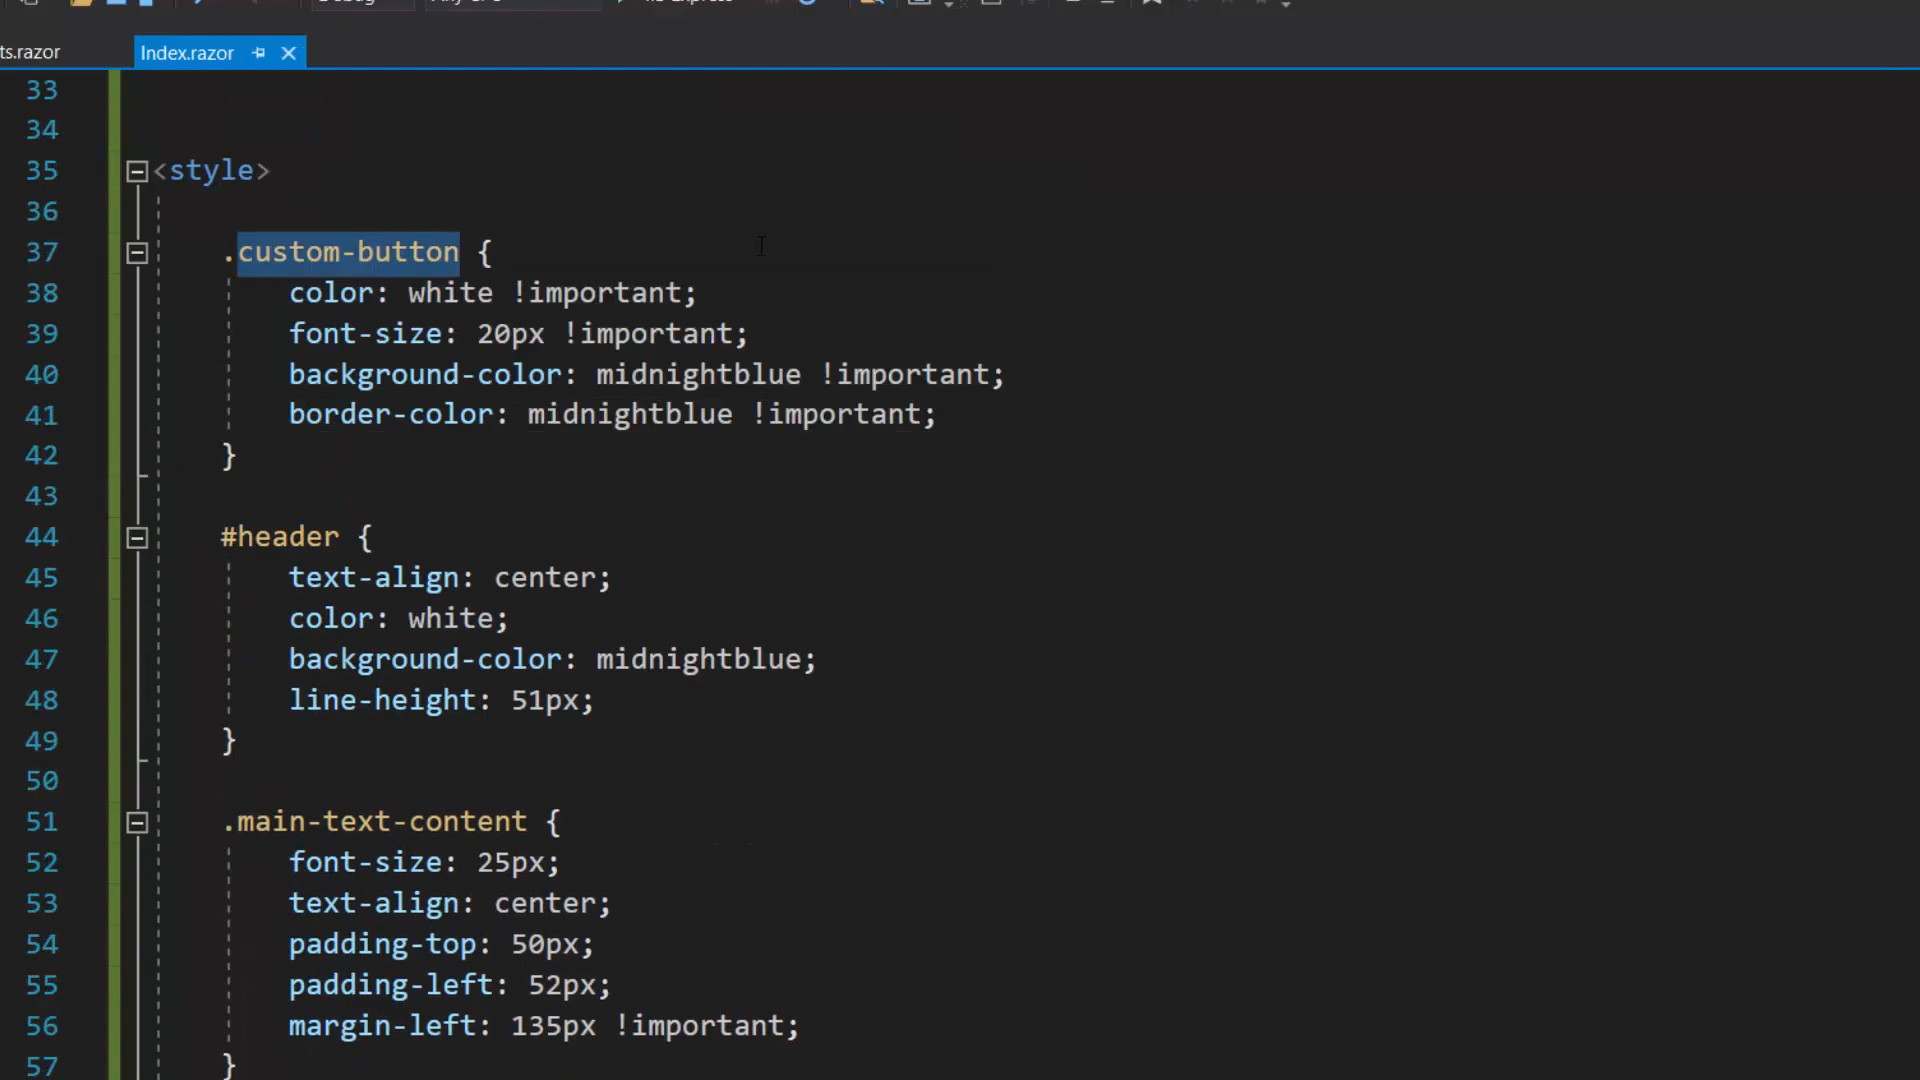 ts.razor
Index.razor
33
34
35 <style>
36
37 .custom-button {
38 color: white !important;
39 font-size: 20px !important;
40 background-color: midnightblue !important;
41 border-color: midnightblue !important;
42 }
43
44 #header {
45 text-align: center;
46 color: white;
47 background-color: midnightblue;
48 line-height: 51px;
49 }
50
51 .main-text-content {
52 font-size: 25px;
53 text-align: center;
54 padding-top: 50px;
55 padding-left: 52px;
56 margin-left: 135px !important;
57 }